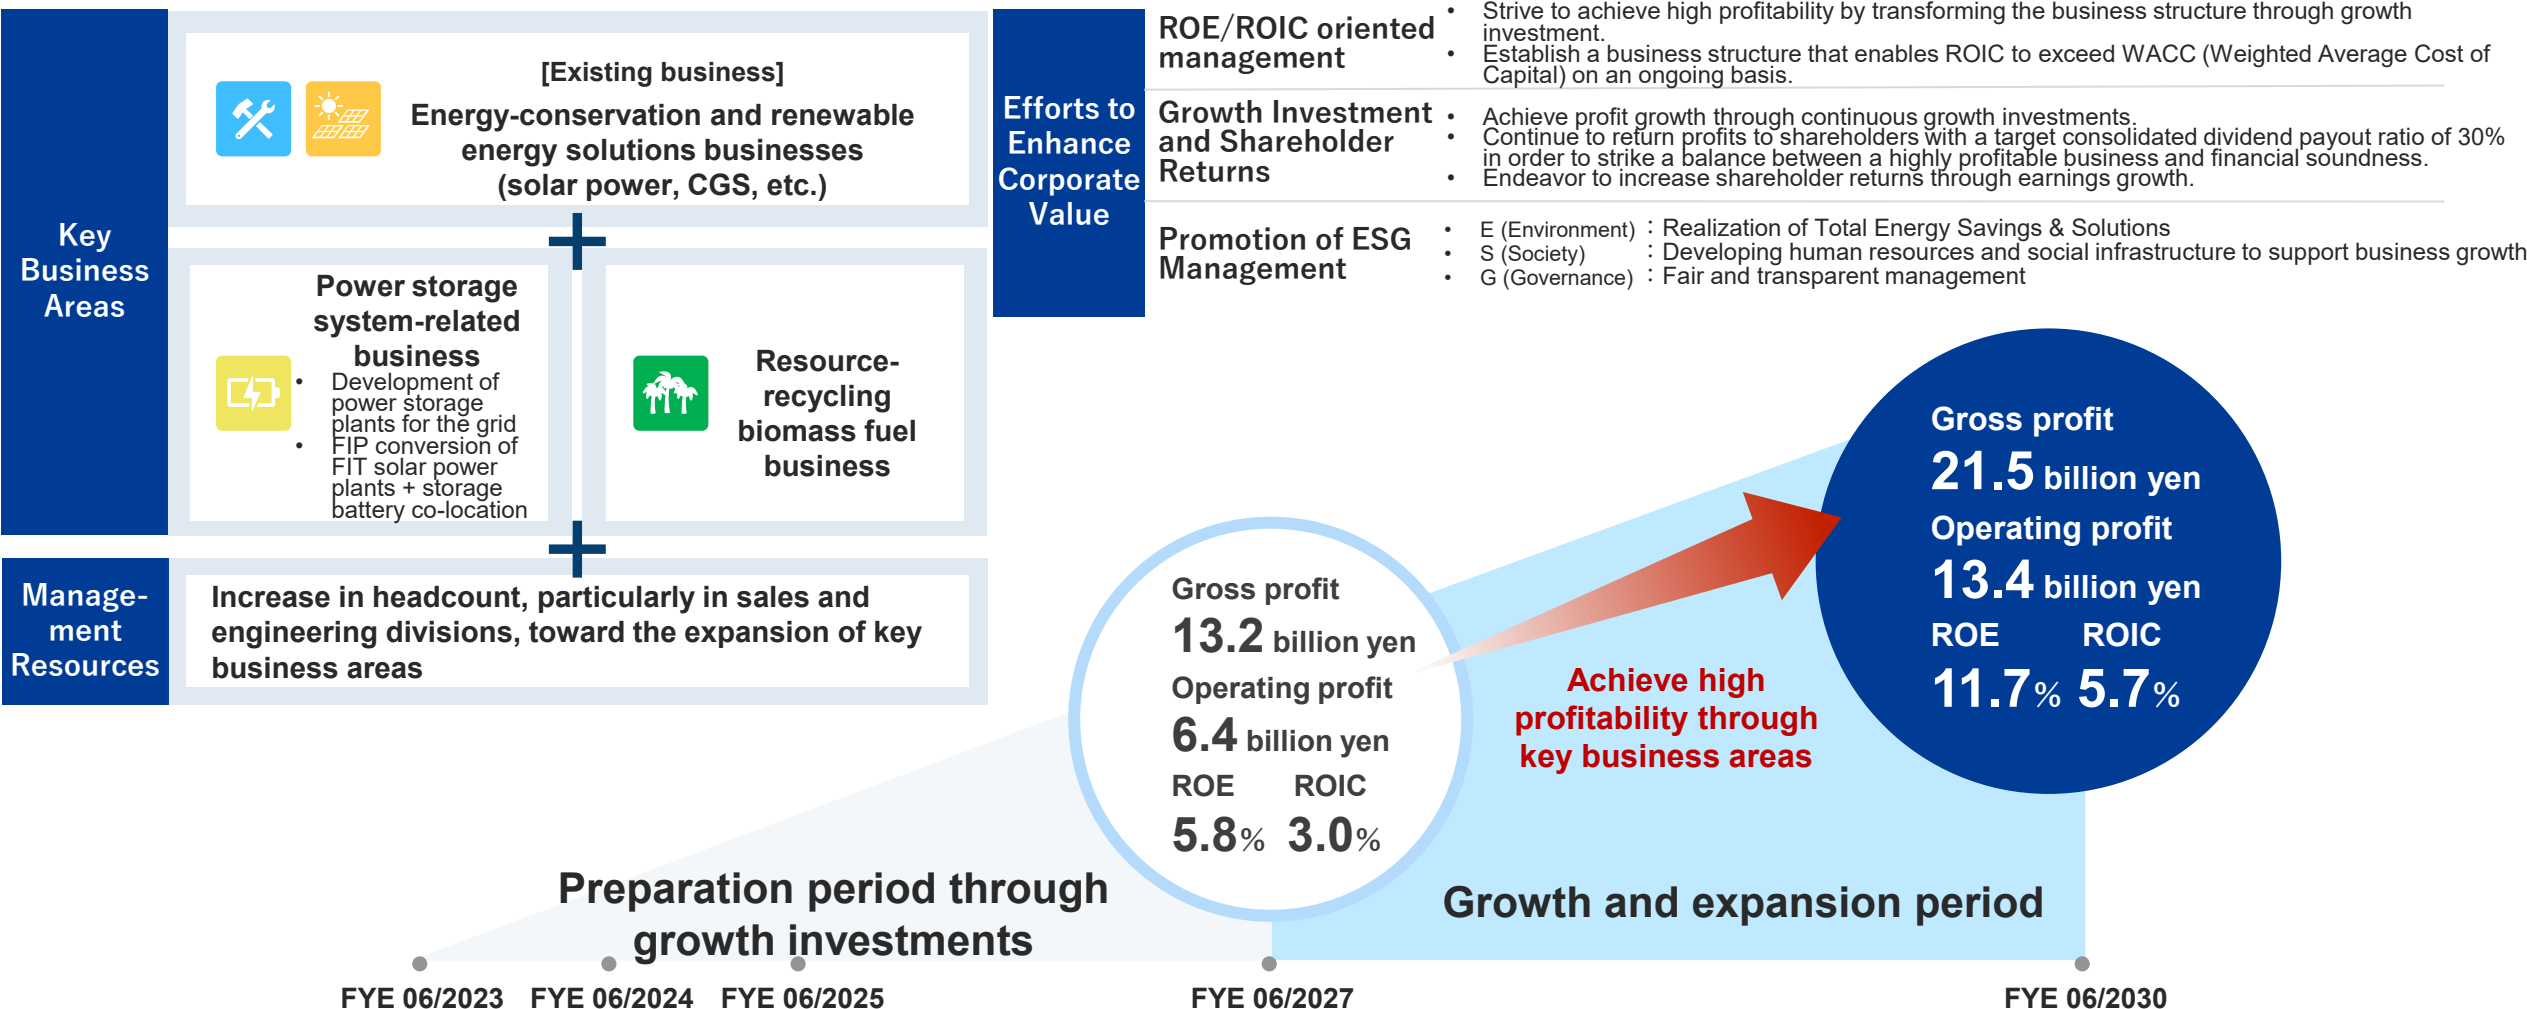 Key
Business
Areas
[Existing business]
Energy-conservation and renewable
energy solutions businesses
(solar power, CGS, etc.)
Power storage
system-related
business
• Development of
power storage
plants for the grid
• FIP conversion of
FIT solar power
plants + storage
battery co-location
Resource-
recycling
biomass fuel
business
Manage-
ment
Resources
Increase in headcount, particularly in sales and
engineering divisions, toward the expansion of key
business areas
Efforts to
Enhance
Corporate
Value
ROE/ROIC oriented
management
• Strive to achieve high profitability by transforming the business structure through growth
investment.
• Establish a business structure that enables ROIC to exceed WACC (Weighted Average Cost of
Capital) on an ongoing basis.
Growth Investment
and Shareholder
Returns
• Achieve profit growth through continuous growth investments.
• Continue to return profits to shareholders with a target consolidated dividend payout ratio of 30%
in order to strike a balance between a highly profitable business and financial soundness.
• Endeavor to increase shareholder returns through earnings growth.
Promotion of ESG
Management
• E (Environment) : Realization of Total Energy Savings & Solutions
• S (Society) : Developing human resources and social infrastructure to support business growth
• G (Governance) : Fair and transparent management
Gross profit
13.2 billion yen
Operating profit
6.4 billion yen
ROE ROIC
5.8% 3.0%
Achieve high
profitability through
key business areas
Gross profit
21.5 billion yen
Operating profit
13.4 billion yen
ROE ROIC
11.7% 5.7%
Preparation period through
growth investments
Growth and expansion period
FYE 06/2023 FYE 06/2024 FYE 06/2025 FYE 06/2027 FYE 06/2030